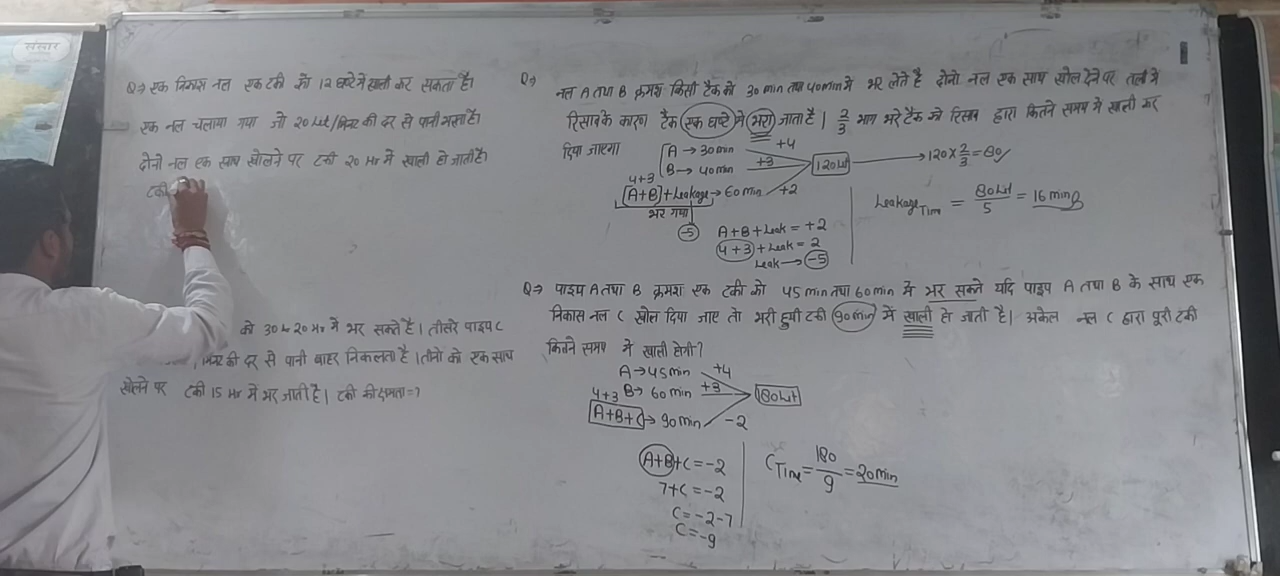 संसार
Q→ एक निकास नल एक टंकी को 12 घण्टे में खाली कर सकता है।
एक नल चलाया गया जो 20 Lit/मिनट की दर से पानी भरता है।
दोनो नल एक साथ खोलने पर टंकी 20 Hr में खाली हो जाती है।
टंकी
को 30 व 20 Hr में भर सकते है। तीसरे पाइप C
मिनट की दर से पानी बाहर निकलता है। तीनो को एक साथ
खोलने पर टंकी 15 Hr में भर जाती है। टंकी की क्षमता = ?
Q→
नल A तथा B क्रमश किसी टैंक को 30 min तथा 40 min में भर लेते है दोनो नल एक साथ खोल देने पर तली में
रिसाव के कारण टैंक एक घण्टे में भरा जाता है। 2/3 भाग भरे टैंक को रिसाव द्वारा कितने समय में खाली कर
दिया जाएगा
A → 30 min +4
B → 40 min +3
4+3
[A+B]+Leakage → 60 min +2
भर गया
-5
120 Lit → 120 × 2/3 = 80
A+B+Leak = +2
4+3 + Leak = 2
Leak → -5
Leakage Time = 80 Lit/5 = 16 min
Q→ पाइप A तथा B क्रमश एक टंकी को 45 min तथा 60 min में भर सकते यदि पाइप A तथा B के साथ एक
निकास नल C खोल दिया जाए तो भरी हुयी टंकी 90 min में खाली हो जाती है। अकेल नल C द्वारा पूरी टंकी
कितने समय में खाली होगी?
A → 45 min +4
4+3 B → 60 min +3
A+B+C → 90 min -2
180 Lit
A+B+C = -2
7+C = -2
C = -2-7
C = -9
C Time = 180/9 = 20 min